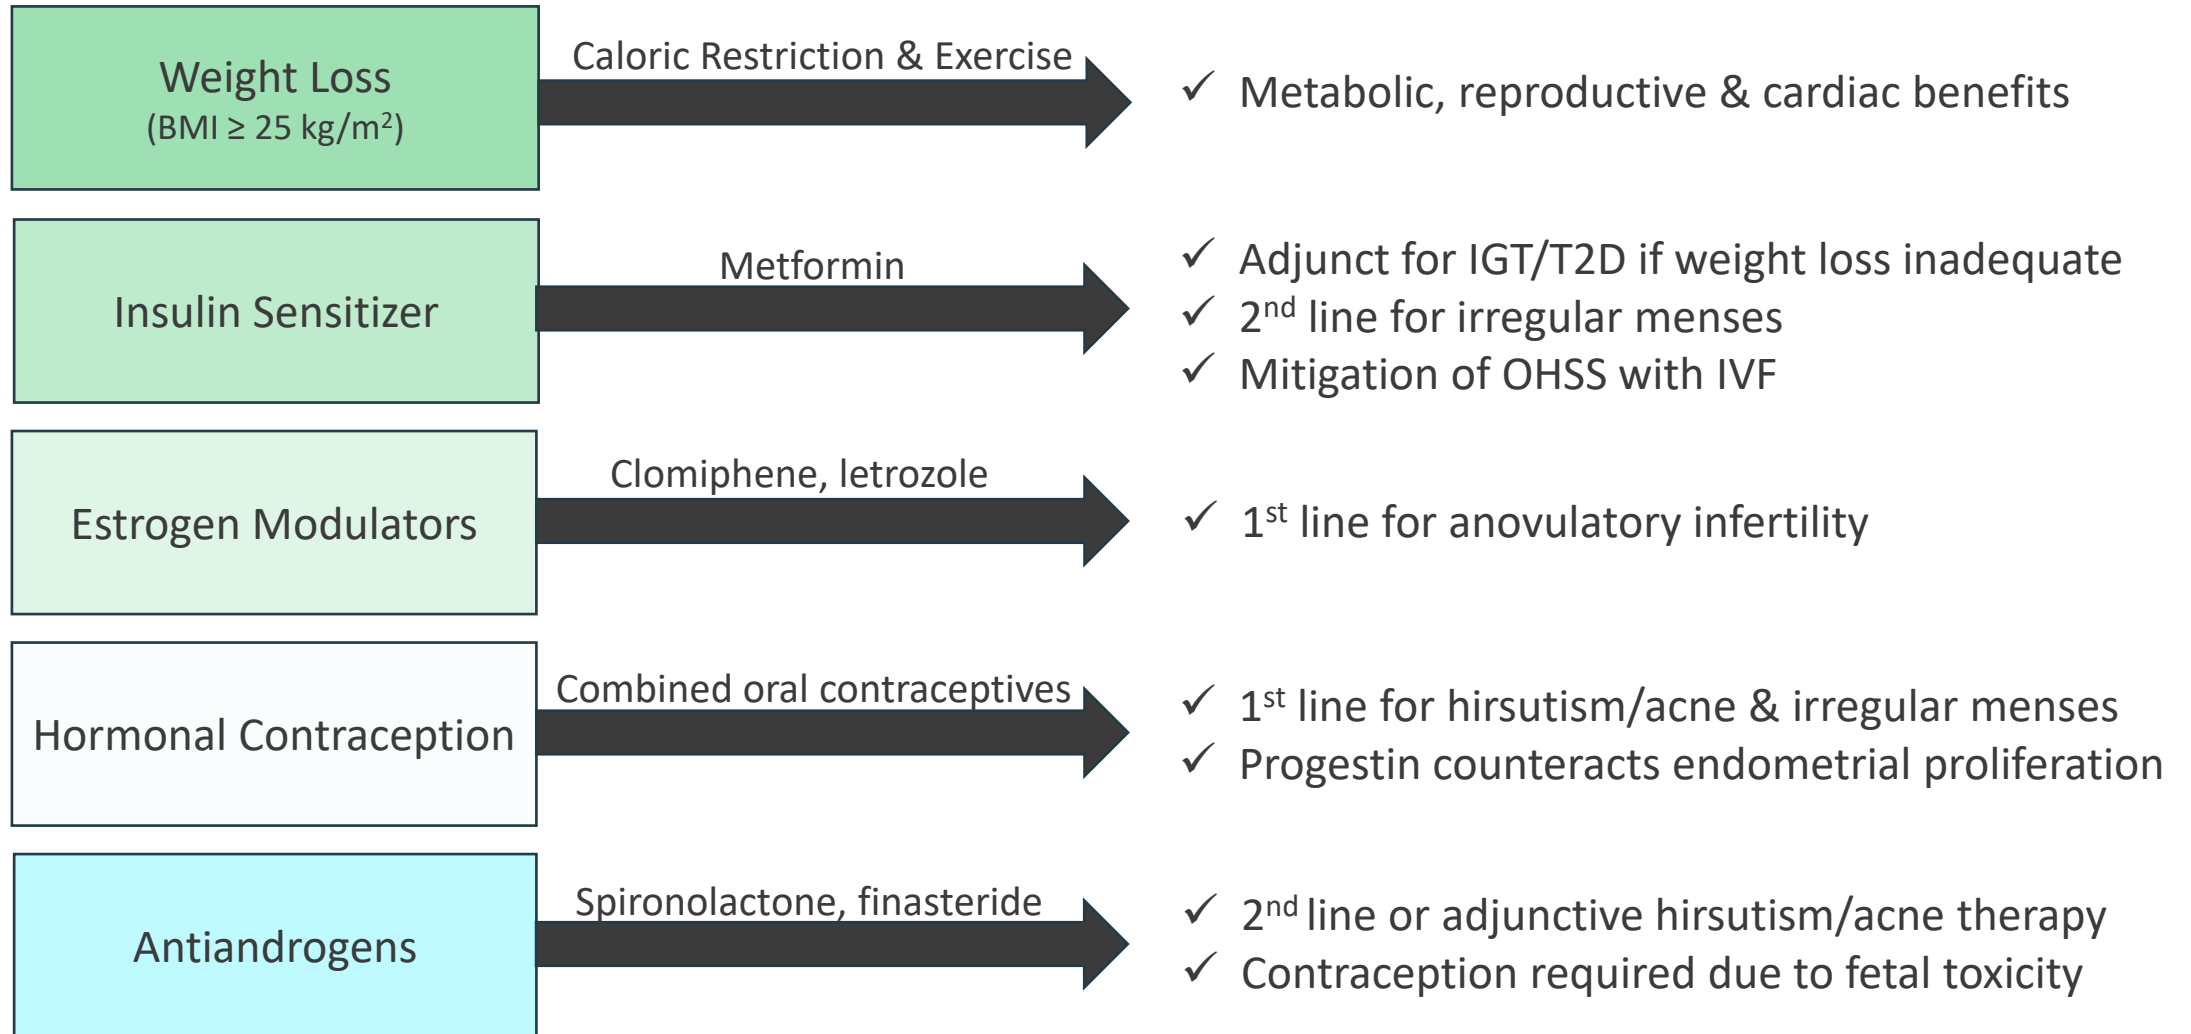 Weight Loss
(BMI ≥ 25 kg/m²)
Caloric Restriction & Exercise
✓ Metabolic, reproductive & cardiac benefits
Insulin Sensitizer
Metformin
✓ Adjunct for IGT/T2D if weight loss inadequate
✓ 2nd line for irregular menses
✓ Mitigation of OHSS with IVF
Estrogen Modulators
Clomiphene, letrozole
✓ 1st line for anovulatory infertility
Hormonal Contraception
Combined oral contraceptives
✓ 1st line for hirsutism/acne & irregular menses
✓ Progestin counteracts endometrial proliferation
Antiandrogens
Spironolactone, finasteride
✓ 2nd line or adjunctive hirsutism/acne therapy
✓ Contraception required due to fetal toxicity